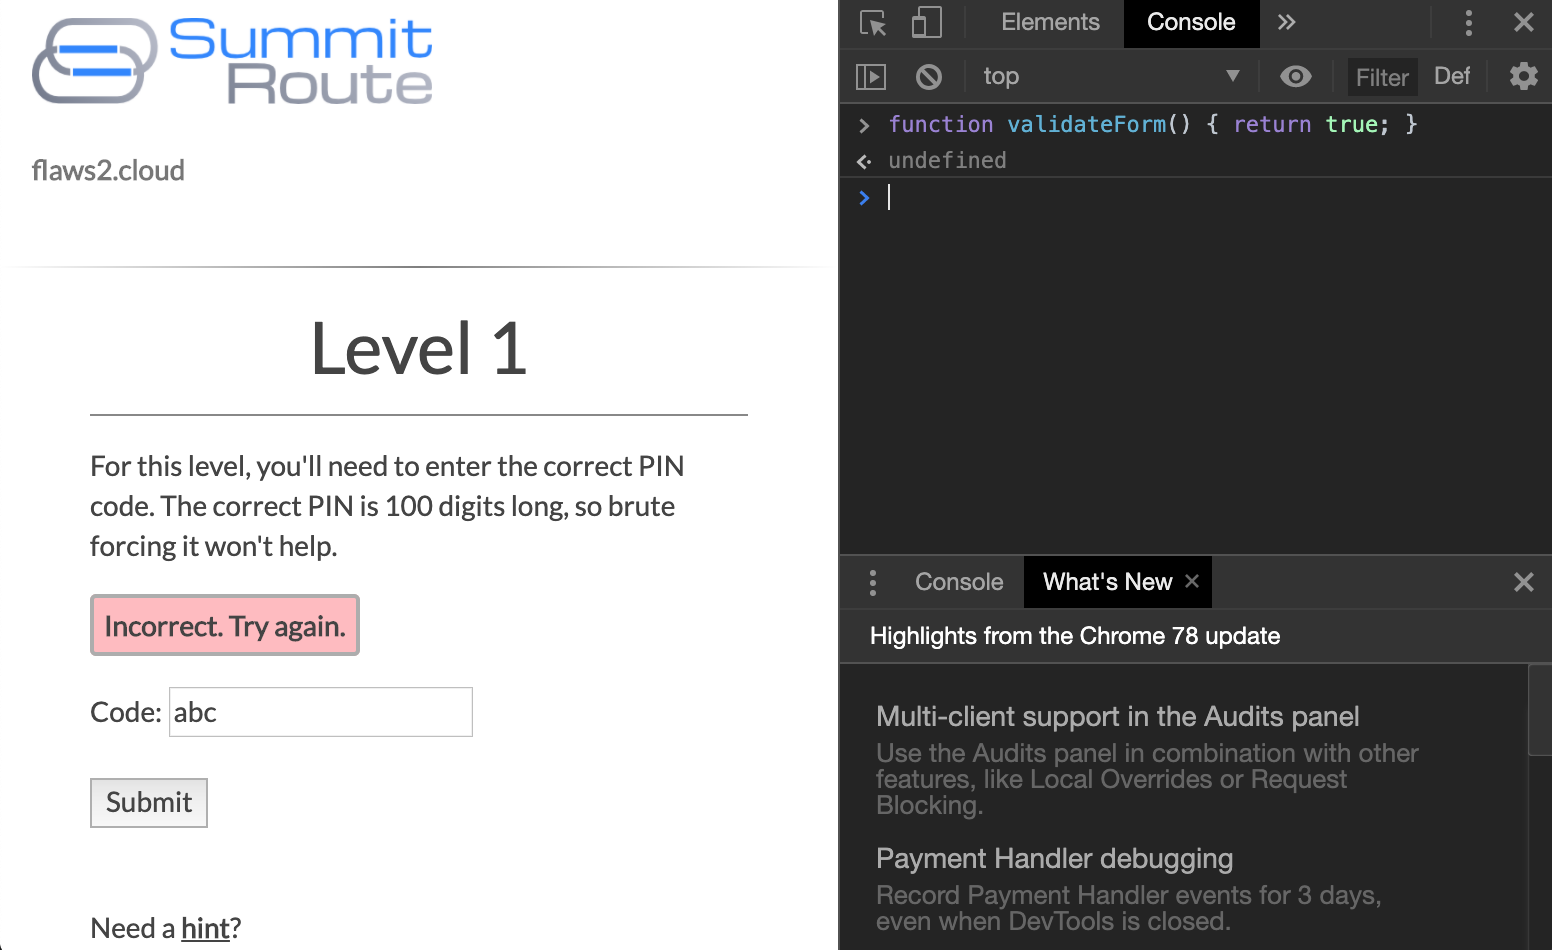 Summit
Route
flaws2.cloud
Level 1
For this level, you'll need to enter the correct PIN
code. The correct PIN is 100 digits long, so brute
forcing it won't help.
Incorrect. Try again.
Code: abc
Submit
Need a hint?
Elements Console »
top ▼ Filter Def
> function validateForm() { return true; }
undefined
>
Console What's New ×
Highlights from the Chrome 78 update
Multi-client support in the Audits panel
Use the Audits panel in combination with other
features, like Local Overrides or Request
Blocking.
Payment Handler debugging
Record Payment Handler events for 3 days,
even when DevTools is closed.